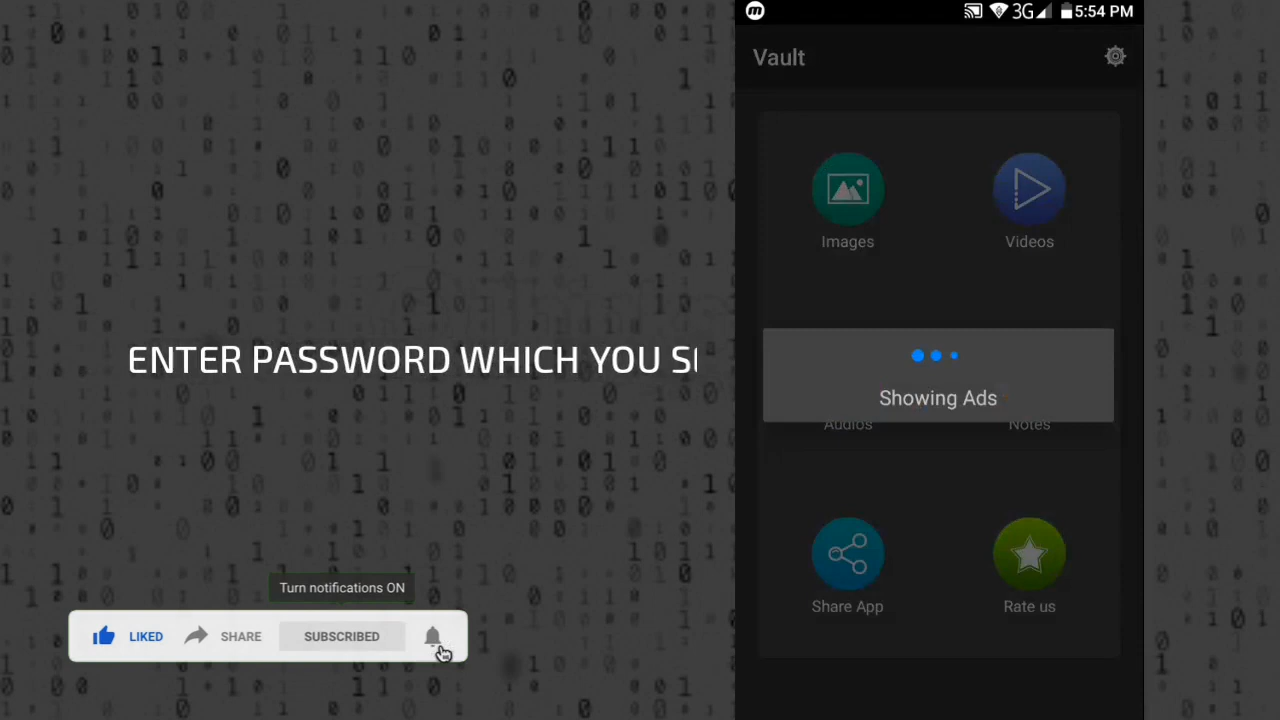 ENTER PASSWORD WHICH YOU
Turn notifications ON
LIKED SHARE SUBSCRIBED
3G 5:54 PM
Vault
Images Videos
Showing Ads
Audios Notes
Share App Rate us